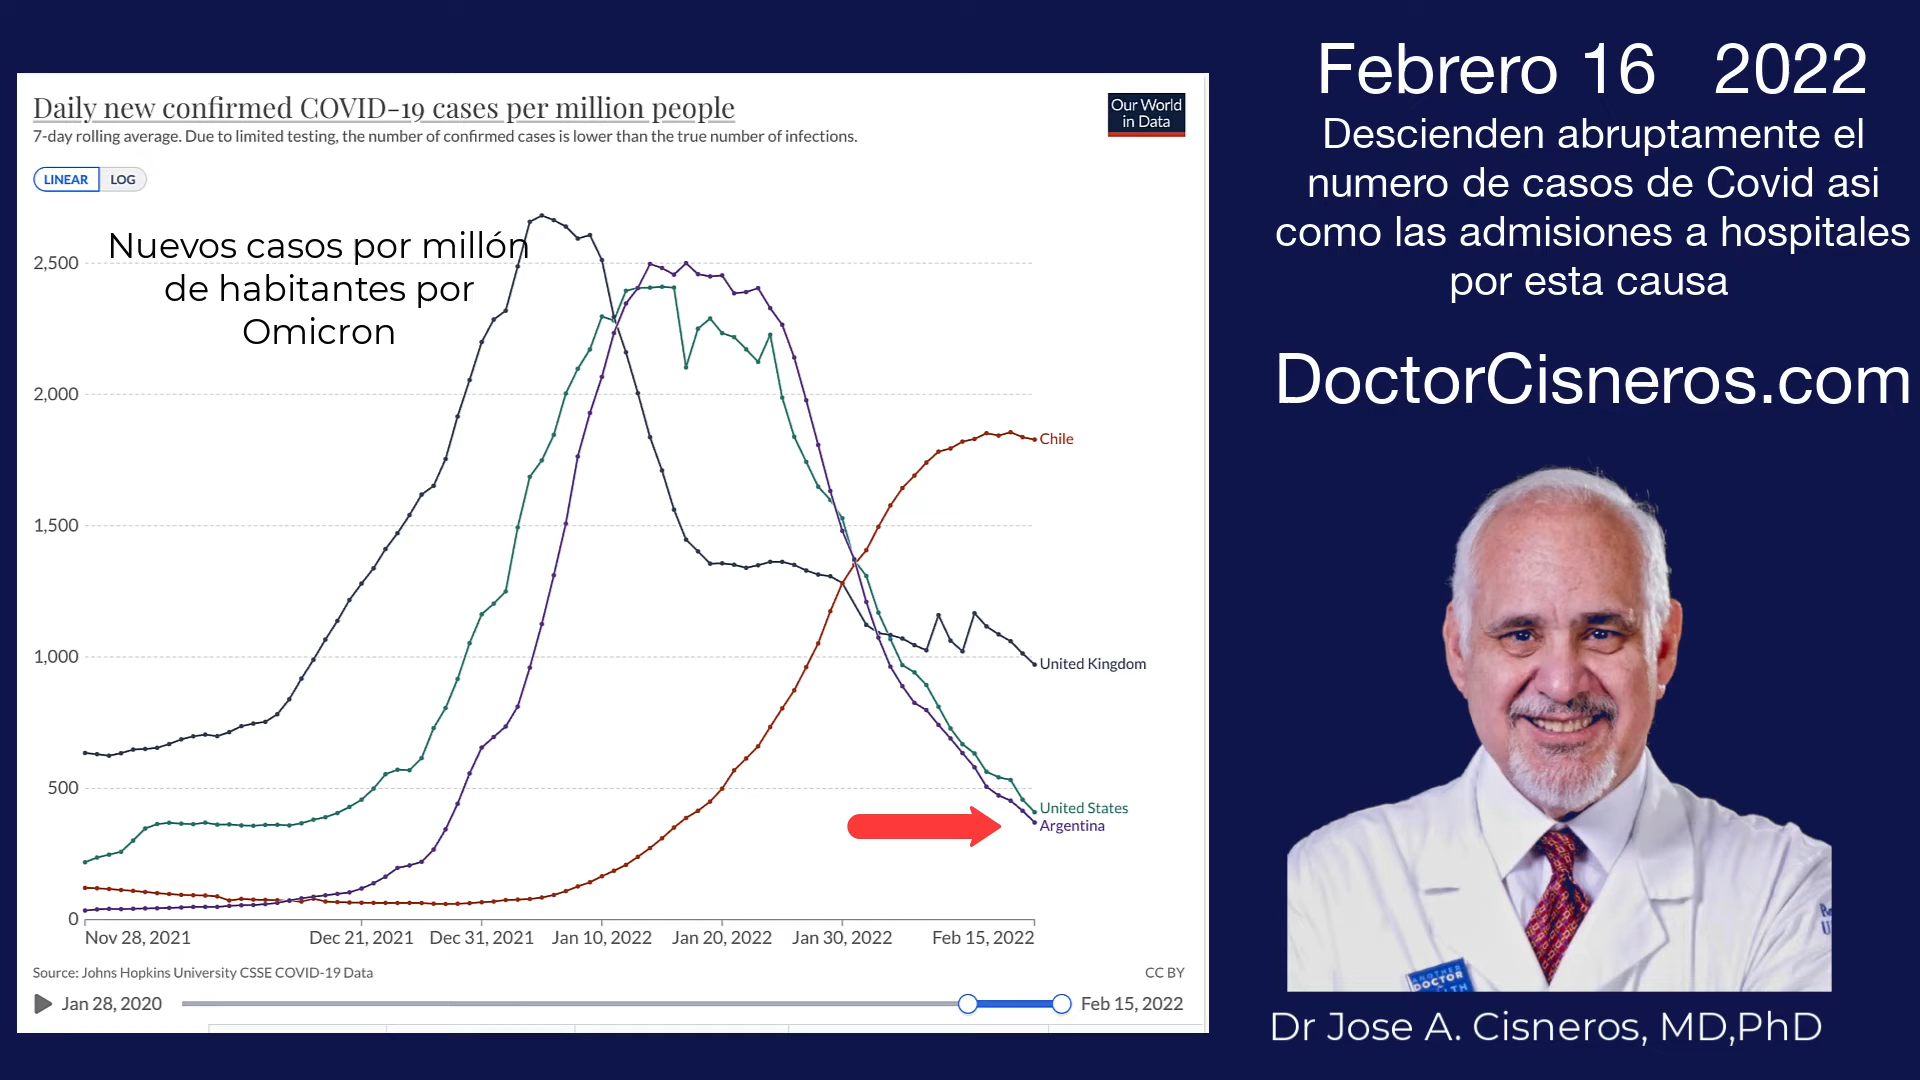 Febrero 16 2022
Descienden abruptamente el
numero de casos de Covid asi
como las admisiones a hospitales
por esta causa
DoctorCisneros.com
Daily new confirmed COVID-19 cases per million people
7-day rolling average. Due to limited testing, the number of confirmed cases is lower than the true number of infections.
Our World
in Data
LINEAR LOG
Nuevos casos por millón
de habitantes por
Omicron
2,500
2,000
1,500
1,000
500
0
Chile
United Kingdom
United States
Argentina
Nov 28, 2021 Dec 21, 2021 Dec 31, 2021 Jan 10, 2022 Jan 20, 2022 Jan 30, 2022 Feb 15, 2022
Source: Johns Hopkins University CSSE COVID-19 Data
CC BY
Jan 28, 2020
Feb 15, 2022
ANOTHER
DOCTOR
Dr Jose A. Cisneros, MD,PhD